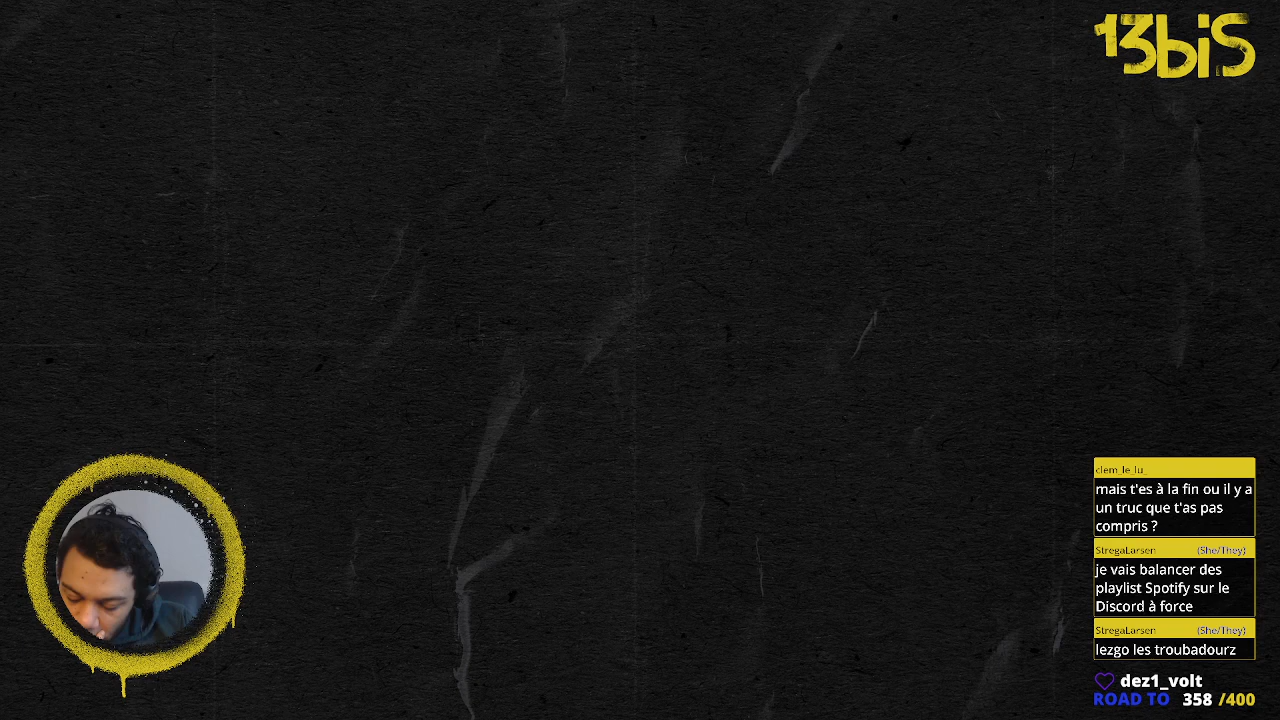 13biS
clem_le_lu_
mais t'es à la fin ou il y a
un truc que t'as pas
compris ?
StregaLarsen (She/They)
je vais balancer des
playlist Spotify sur le
Discord à force
StregaLarsen (She/They)
lezgo les troubadourz
dez1_volt
ROAD TO 358 /400